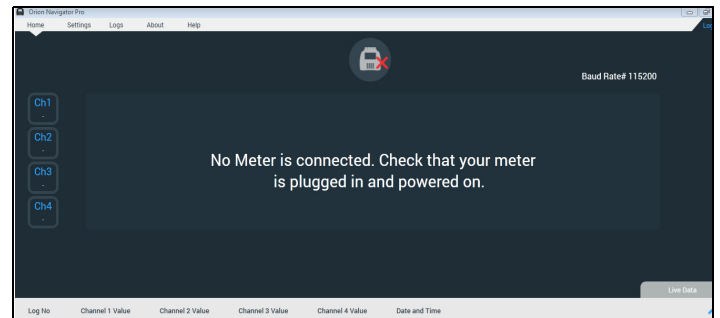 Orion Navigator Pro
Home Settings Logs About Help
Baud Rate# 115200
Ch1
-
Ch2
-
Ch3
-
Ch4
-
No Meter is connected. Check that your meter
is plugged in and powered on.
Live Data
Log No Channel 1 Value Channel 2 Value Channel 3 Value Channel 4 Value Date and Time